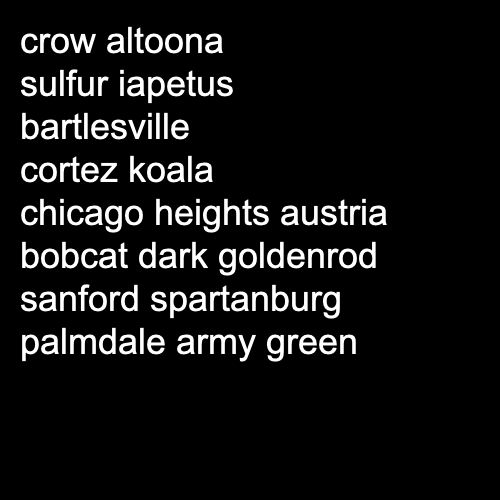 crow altoona
sulfur iapetus
bartlesville
cortez koala
chicago heights austria
bobcat dark goldenrod
sanford spartanburg
palmdale army green